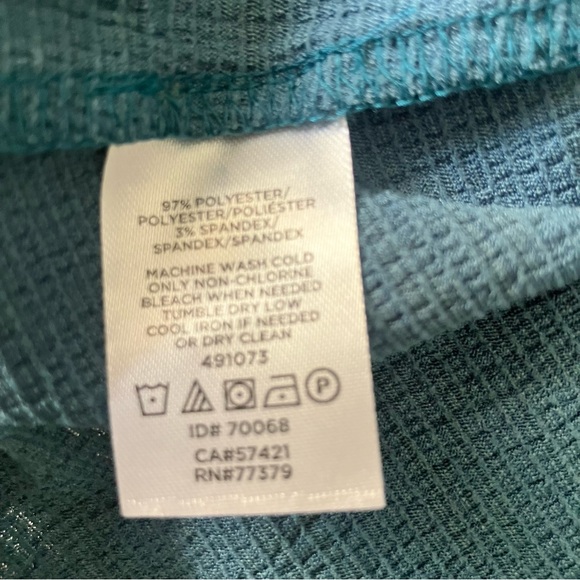 97% POLYESTER/
POLYESTER/POLIÉSTER
3% SPANDEX/
SPANDEX/SPANDEX
MACHINE WASH COLD
ONLY NON-CHLORINE
BLEACH WHEN NEEDED
TUMBLE DRY LOW
COOL IRON IF NEEDED
OR DRY CLEAN
491073
P
ID# 70068
CA#57421
RN#77379